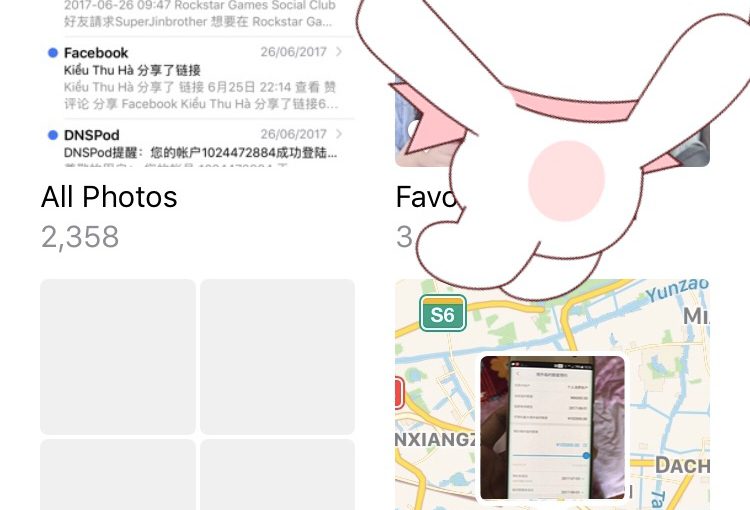 2017-06-26 09:47 Rockstar Games Social Club
好友請求SuperJinbrother 想要在 Rockstar Ga...
Facebook
26/06/2017
Kiều Thu Hà 分享了链接
Kiều Thu Hà 分享了 链接 6月25日 22:14 查看 赞
评论 分享 Facebook Kiều Thu Hà 分享了链接6...
DNSPod
26/06/2017
DNSPod提醒：您的帐户1024472884成功登陆...
All Photos
2,358
Favo
3
S6
Yunzao
MI
NXIANGZ
DACH